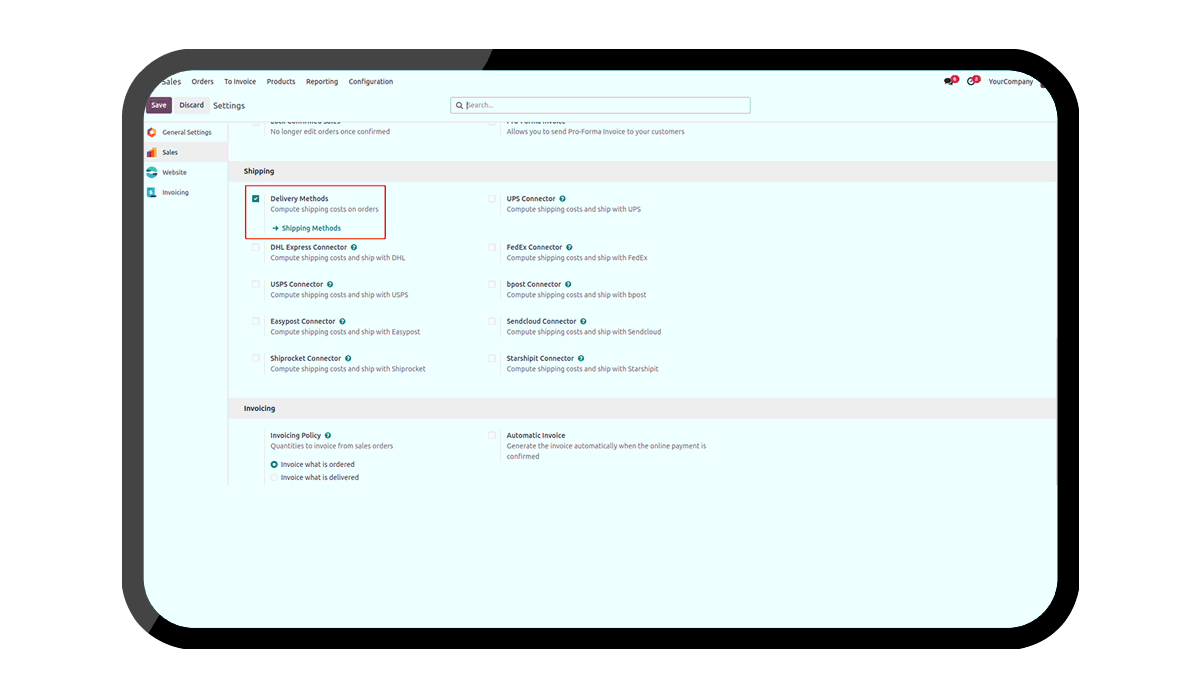 Sales Orders To Invoice Products Reporting Configuration 5 2 YourCompany
Save Discard Settings Search...
General Settings
Sales
Website
Invoicing
Lock Confirmed Sales Pro-Forma Invoice
No longer edit orders once confirmed Allows you to send Pro-Forma Invoice to your customers
Shipping
Delivery Methods UPS Connector ?
Compute shipping costs on orders Compute shipping costs and ship with UPS
→ Shipping Methods
DHL Express Connector ? FedEx Connector ?
Compute shipping costs and ship with DHL Compute shipping costs and ship with FedEx
USPS Connector ? bpost Connector ?
Compute shipping costs and ship with USPS Compute shipping costs and ship with bpost
Easypost Connector ? Sendcloud Connector ?
Compute shipping costs and ship with Easypost Compute shipping costs and ship with Sendcloud
Shiprocket Connector ? Starshipit Connector ?
Compute shipping costs and ship with Shiprocket Compute shipping costs and ship with Starshipit
Invoicing
Invoicing Policy ? Automatic Invoice
Quantities to invoice from sales orders Generate the invoice automatically when the online payment is
confirmed
Invoice what is ordered
Invoice what is delivered